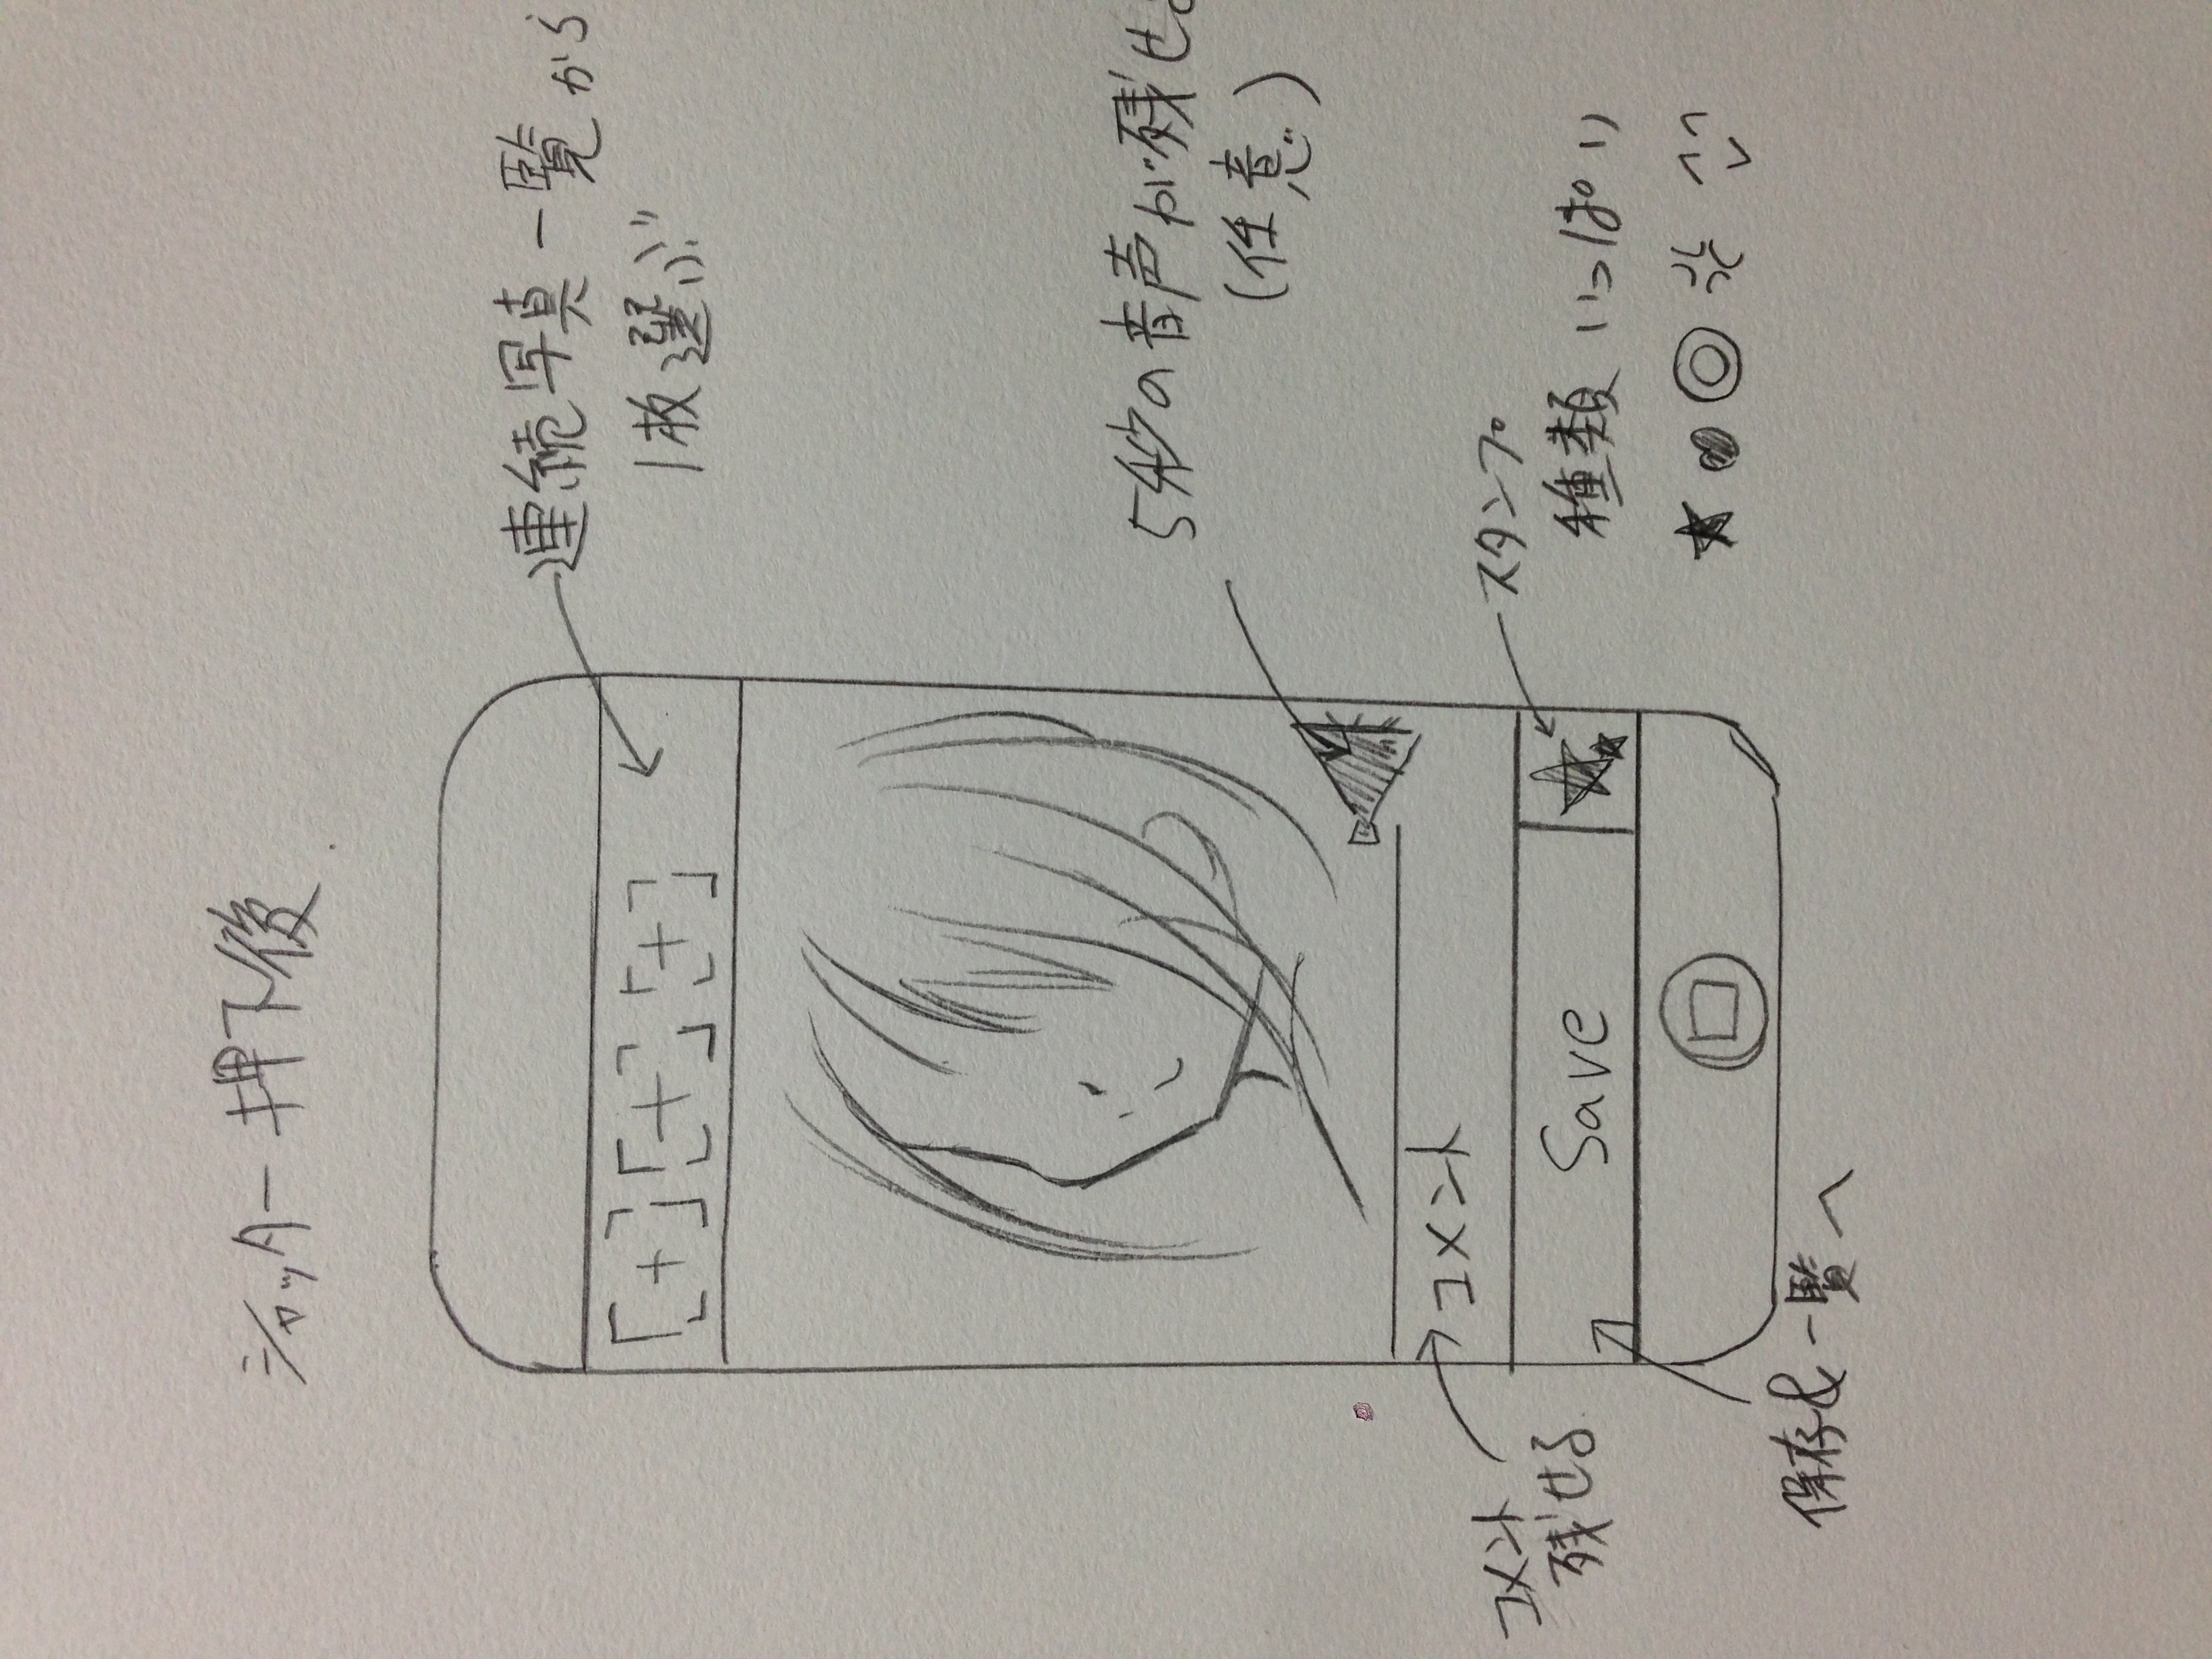 シャッター押下後
連続写真一覧から
1枚選ぶ
5秒の音声が残せる
(任意)
コメント
コメント
残せる
Save
スタンプ
種類いっぱい
保存&一覧へ